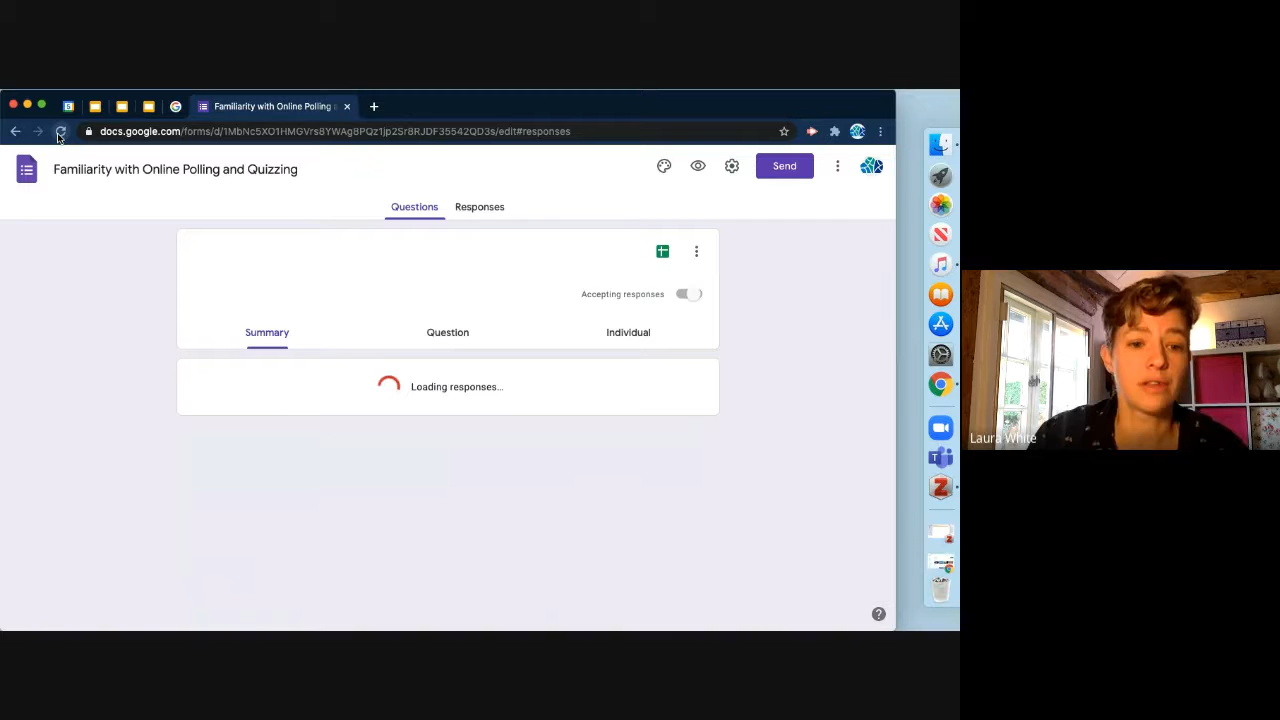 Familiarity with Online Polling
docs.google.com/forms/d/1MbNc5XO1HMGVrs8YWAg8PQz1jp2Sr8RJDF35542QD3s/edit#responses
Familiarity with Online Polling and Quizzing
Send
Questions
Responses
Accepting responses
Summary
Question
Individual
Loading responses...
Laura White